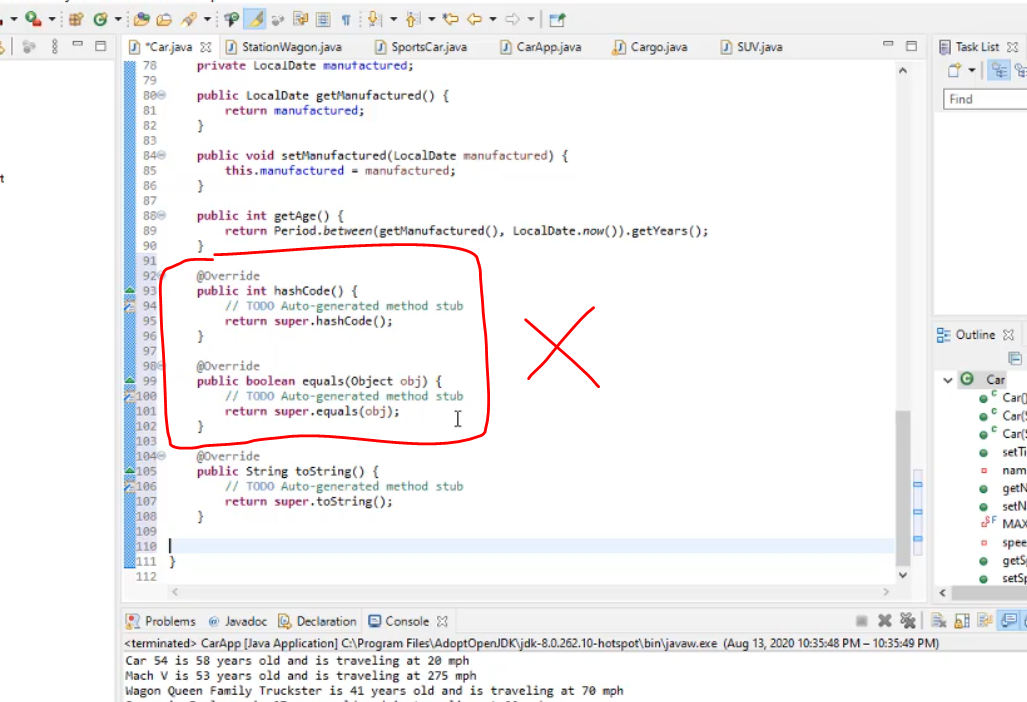 *Car.java
StationWagon.java
SportsCar.java
CarApp.java
Cargo.java
SUV.java
Task List
Find
78 private LocalDate manufactured;
79
80 public LocalDate getManufactured() {
81 return manufactured;
82 }
83
84 public void setManufactured(LocalDate manufactured) {
85 this.manufactured = manufactured;
86 }
87
88 public int getAge() {
89 return Period.between(getManufactured(), LocalDate.now()).getYears();
90 }
91
92 @Override
93 public int hashCode() {
94 // TODO Auto-generated method stub
95 return super.hashCode();
96 }
97
98 @Override
99 public boolean equals(Object obj) {
100 // TODO Auto-generated method stub
101 return super.equals(obj);
102 }
103
104 @Override
105 public String toString() {
106 // TODO Auto-generated method stub
107 return super.toString();
108 }
109
110
111 }
112
Outline
Car
Car()
Car(S
Car(S
setTi
nam
getN
setN
MAX
spee
getSp
setSp
Problems @ Javadoc Declaration Console
<terminated> CarApp [Java Application] C:\Program Files\AdoptOpenJDK\jdk-8.0.262.10-hotspot\bin\javaw.exe (Aug 13, 2020 10:35:48 PM – 10:35:49 PM)
Car 54 is 58 years old and is traveling at 20 mph
Mach V is 53 years old and is traveling at 275 mph
Wagon Queen Family Truckster is 41 years old and is traveling at 70 mph